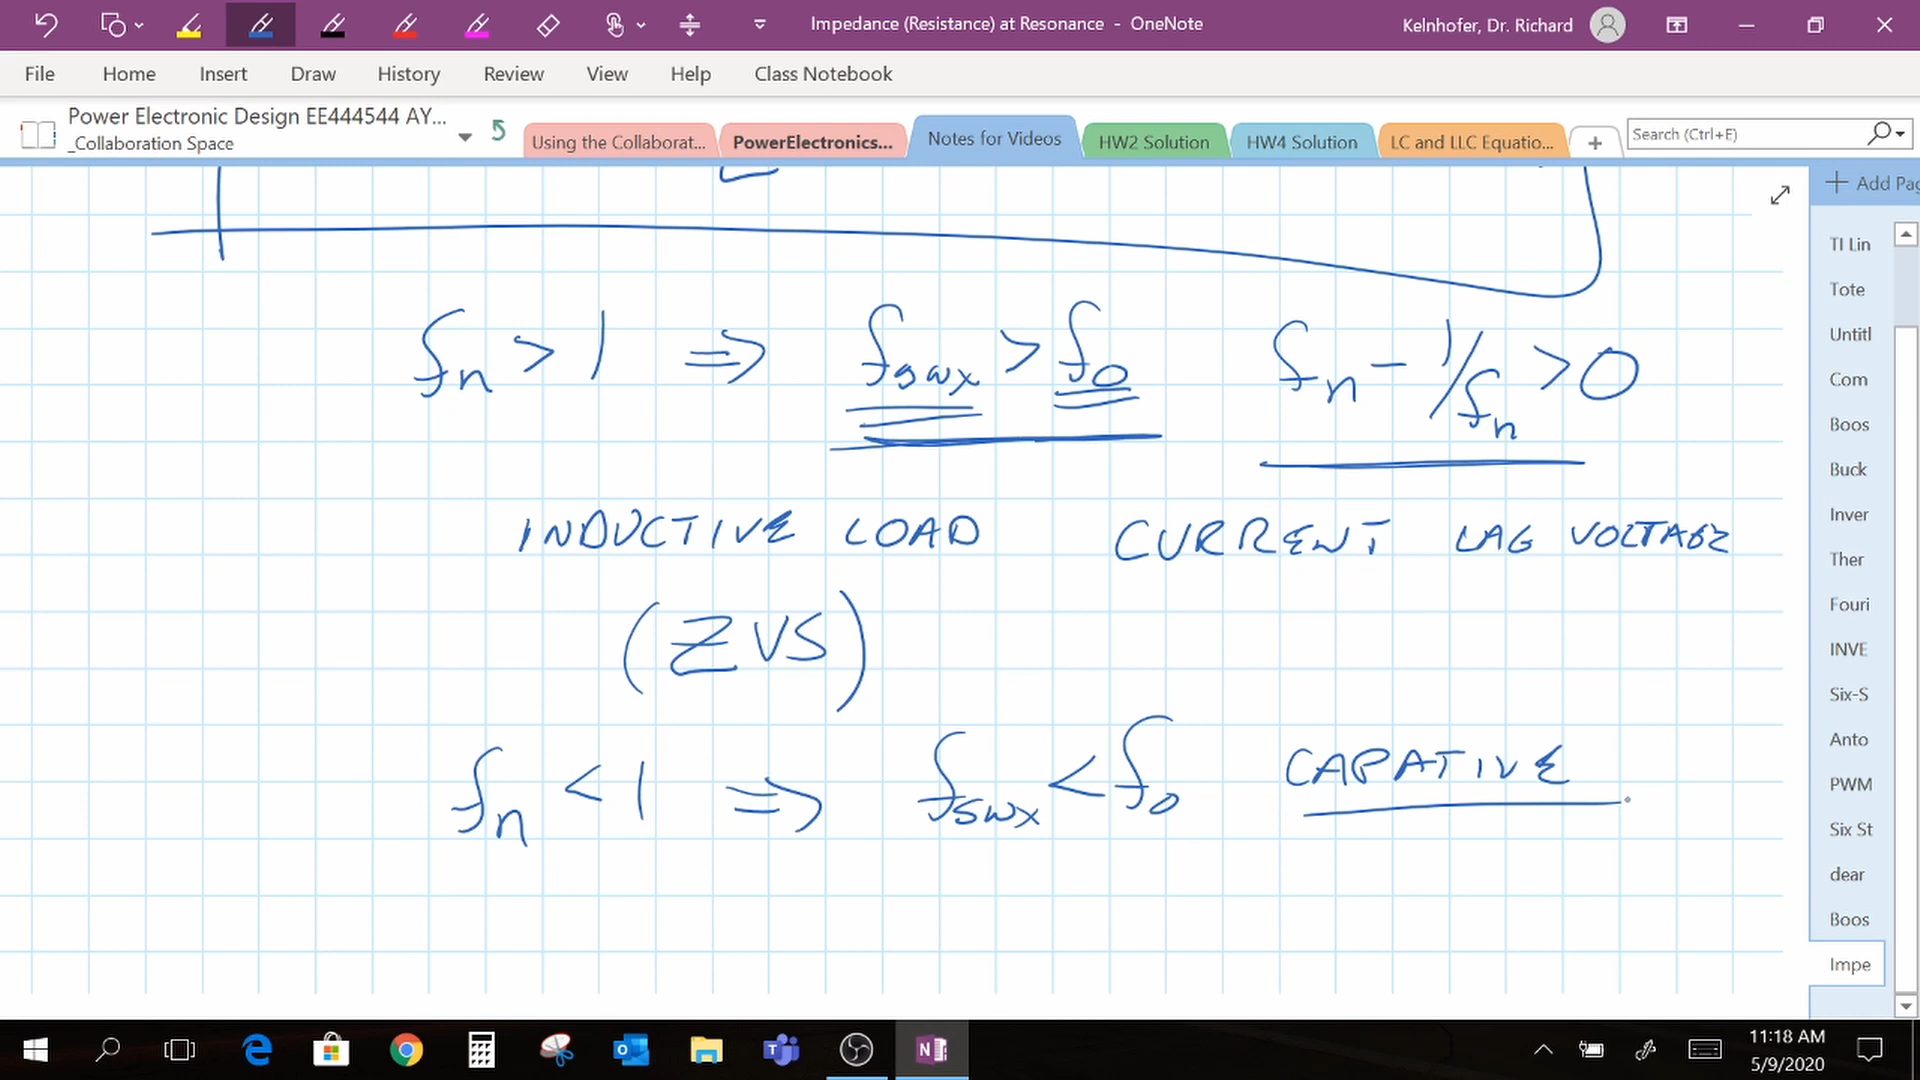 Impedance (Resistance) at Resonance - OneNote
Kelnhofer, Dr. Richard
File Home Insert Draw History Review View Help Class Notebook
Power Electronic Design EE444544 AY...
_Collaboration Space
Using the Collaborat... PowerElectronics... Notes for Videos HW2 Solution HW4 Solution LC and LLC Equatio... + Search (Ctrl+E)
+ Add Pag
TI Lin
Tote
Untitl
Com
Boos
Buck
Inver
Ther
Fouri
INVE
Six-S
Anto
PWM
Six St
dear
Boos
Impe
fn > 1 ⇒ fswx > fo fn - 1/fn > 0
INDUCTIVE LOAD CURRENT LAG VOLTAGE
(ZVS)
fn < 1 ⇒ fswx < fo CAPATIVE
11:18 AM
5/9/2020